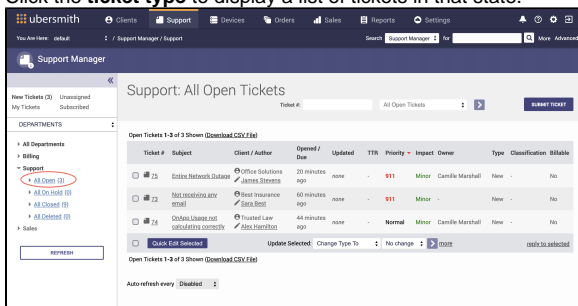 Click the ticket type to display a list of tickets in that state.
ubersmith Clients Support Devices Orders Sales Reports Settings
You Are Here: default / Support Manager / Support Search Support Manager for More Advanced
Support Manager
«
New Tickets (3) Unassigned
My Tickets Subscribed
DEPARTMENTS
All Departments
Billing
Support
All Open (3)
All On Hold (0)
All Closed (9)
All Deleted (0)
Sales
REFRESH
Support: All Open Tickets
Ticket #: All Open Tickets SUBMIT TICKET
Open Tickets 1-3 of 3 Shown (Download CSV File)
Ticket # Subject Client / Author Opened / Due Updated TTR Priority Impact Owner Type Classification Billable
75 Entire Network Outage Office Solutions James Stevens 20 minutes ago none - 911 Minor Camille Marshall New - No
73 Not receiving any email Best Insurance Sara Best 60 minutes ago none - 911 Minor - New - No
74 OnApp Usage not calculating correctly Trusted Law Alex Hamilton 44 minutes ago none - Normal Minor Camille Marshall New - No
Quick Edit Selected Update Selected: Change Type To No change more reply to selected
Open Tickets 1-3 of 3 Shown (Download CSV File)
Auto-refresh every Disabled